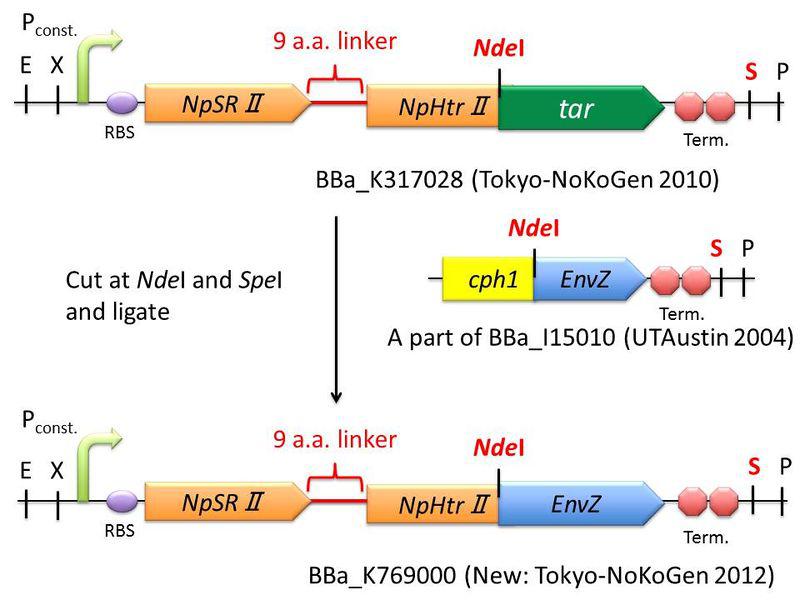 Pconst.
9 a.a. linker
NdeI
E X
S P
NpSR Ⅱ
NpHtr Ⅱ
tar
RBS
Term.
BBa_K317028 (Tokyo-NoKoGen 2010)
NdeI
S P
Cut at NdeI and SpeI
and ligate
cph1
EnvZ
Term.
A part of BBa_I15010 (UTAustin 2004)
Pconst.
9 a.a. linker
NdeI
E X
S P
NpSR Ⅱ
NpHtr Ⅱ
EnvZ
RBS
Term.
BBa_K769000 (New: Tokyo-NoKoGen 2012)